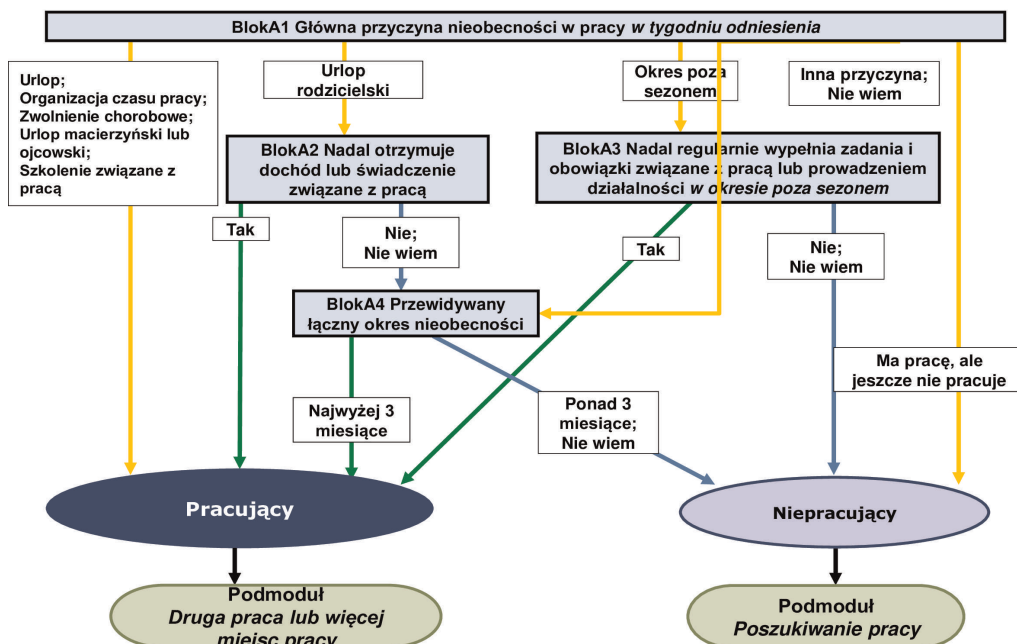 BlokA1 Główna przyczyna nieobecności w pracy w tygodniu odniesienia
Urlop;
Organizacja czasu pracy;
Zwolnienie chorobowe;
Urlop macierzyński lub
ojcowski;
Szkolenie związane z
pracą
Urlop
rodzicielski
Okres poza
sezonem
Inna przyczyna;
Nie wiem
BlokA2 Nadal otrzymuje
dochód lub świadczenie
związane z pracą
BlokA3 Nadal regularnie wypełnia zadania i
obowiązki związane z pracą lub prowadzeniem
działalności w okresie poza sezonem
Tak
Nie;
Nie wiem
Tak
Nie;
Nie wiem
BlokA4 Przewidywany
łączny okres nieobecności
Ma pracę, ale
jeszcze nie pracuje
Najwyżej 3
miesiące
Ponad 3
miesiące;
Nie wiem
Pracujący
Niepracujący
Podmoduł
Druga praca lub więcej
miejsc pracy
Podmoduł
Poszukiwanie pracy